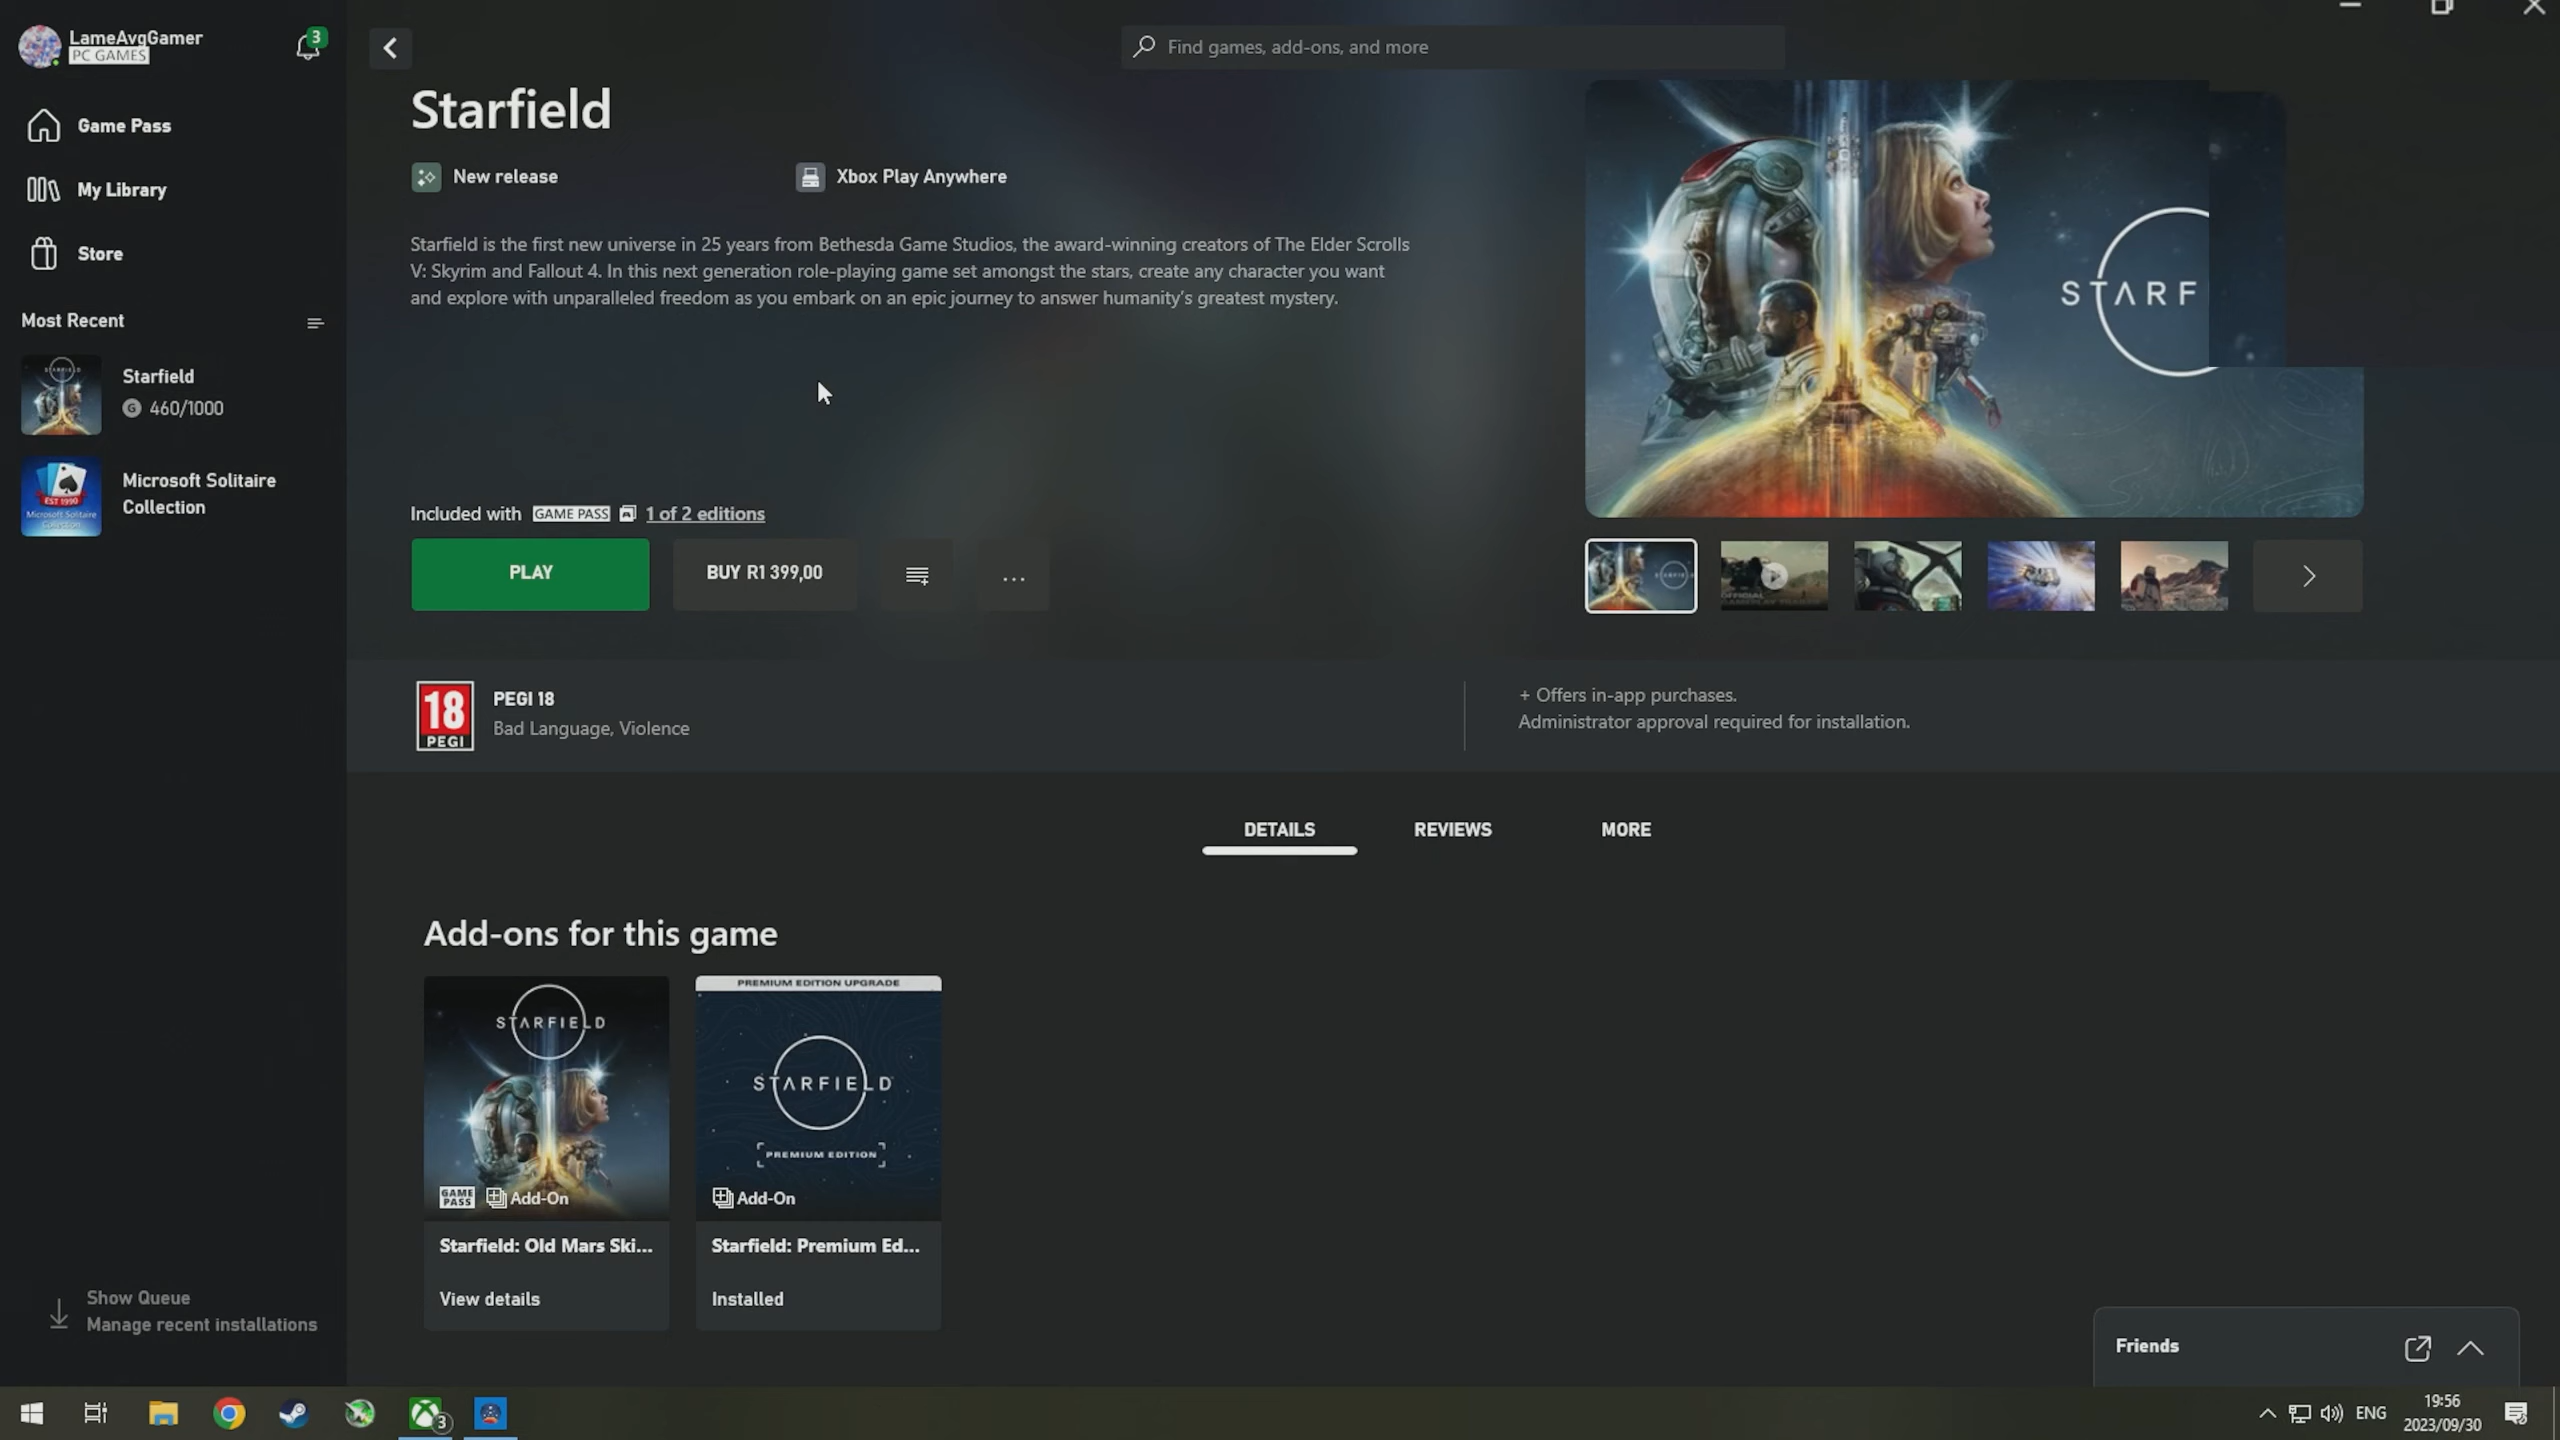 LameAvgGamer
PC GAMES
3
Find games, add-ons, and more
Game Pass
My Library
Store
Most Recent
Starfield
G 460/1000
Microsoft Solitaire
Collection
EST 1990
Microsoft Solitaire
Collection
Starfield
New release
Xbox Play Anywhere
Starfield is the first new universe in 25 years from Bethesda Game Studios, the award-winning creators of The Elder Scrolls
V: Skyrim and Fallout 4. In this next generation role-playing game set amongst the stars, create any character you want
and explore with unparalleled freedom as you embark on an epic journey to answer humanity's greatest mystery.
STARF
Included with GAME PASS 1 of 2 editions
PLAY
BUY R1 399,00
...
18
PEGI
PEGI 18
Bad Language, Violence
+ Offers in-app purchases.
Administrator approval required for installation.
DETAILS
REVIEWS
MORE
Add-ons for this game
STARFIELD
GAME
PASS
Add-On
Starfield: Old Mars Ski...
View details
PREMIUM EDITION UPGRADE
STARFIELD
PREMIUM EDITION
Add-On
Starfield: Premium Ed...
Installed
Show Queue
Manage recent installations
Friends
3
ENG
19:56
2023/09/30